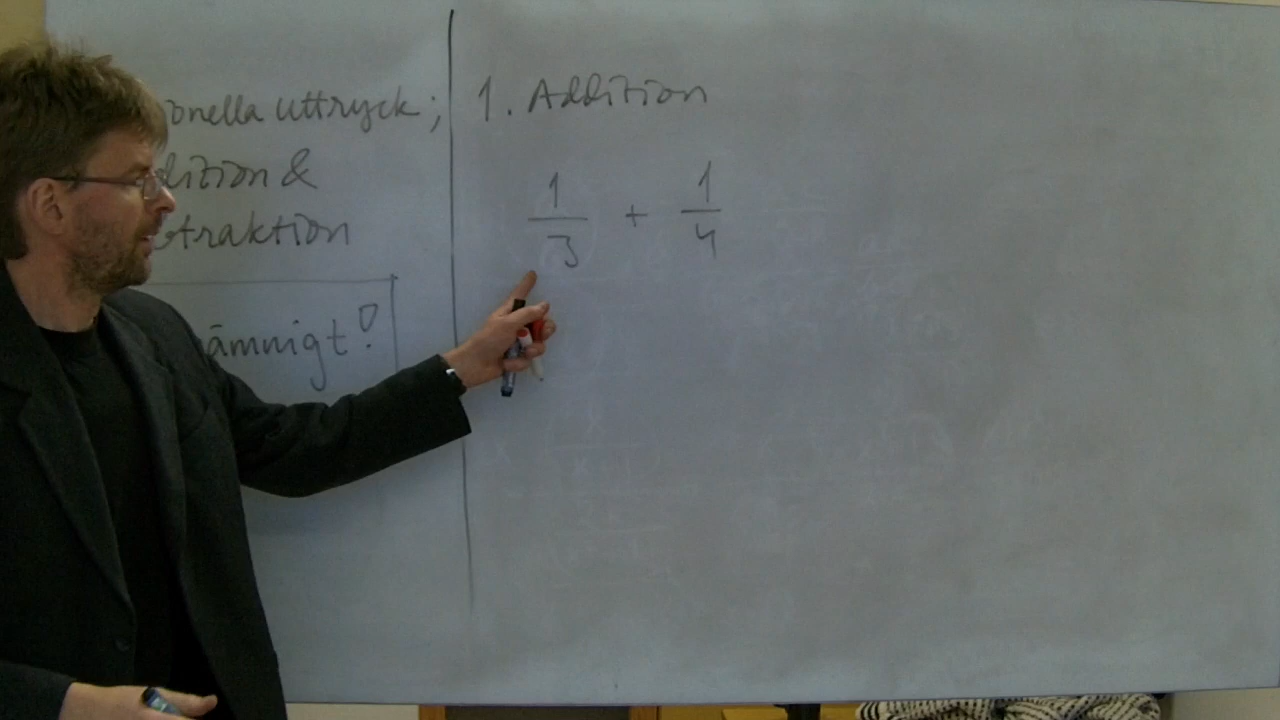 onella uttryck;
dition &
traktion
ämnigt!
1. Addition
1/3 + 1/4